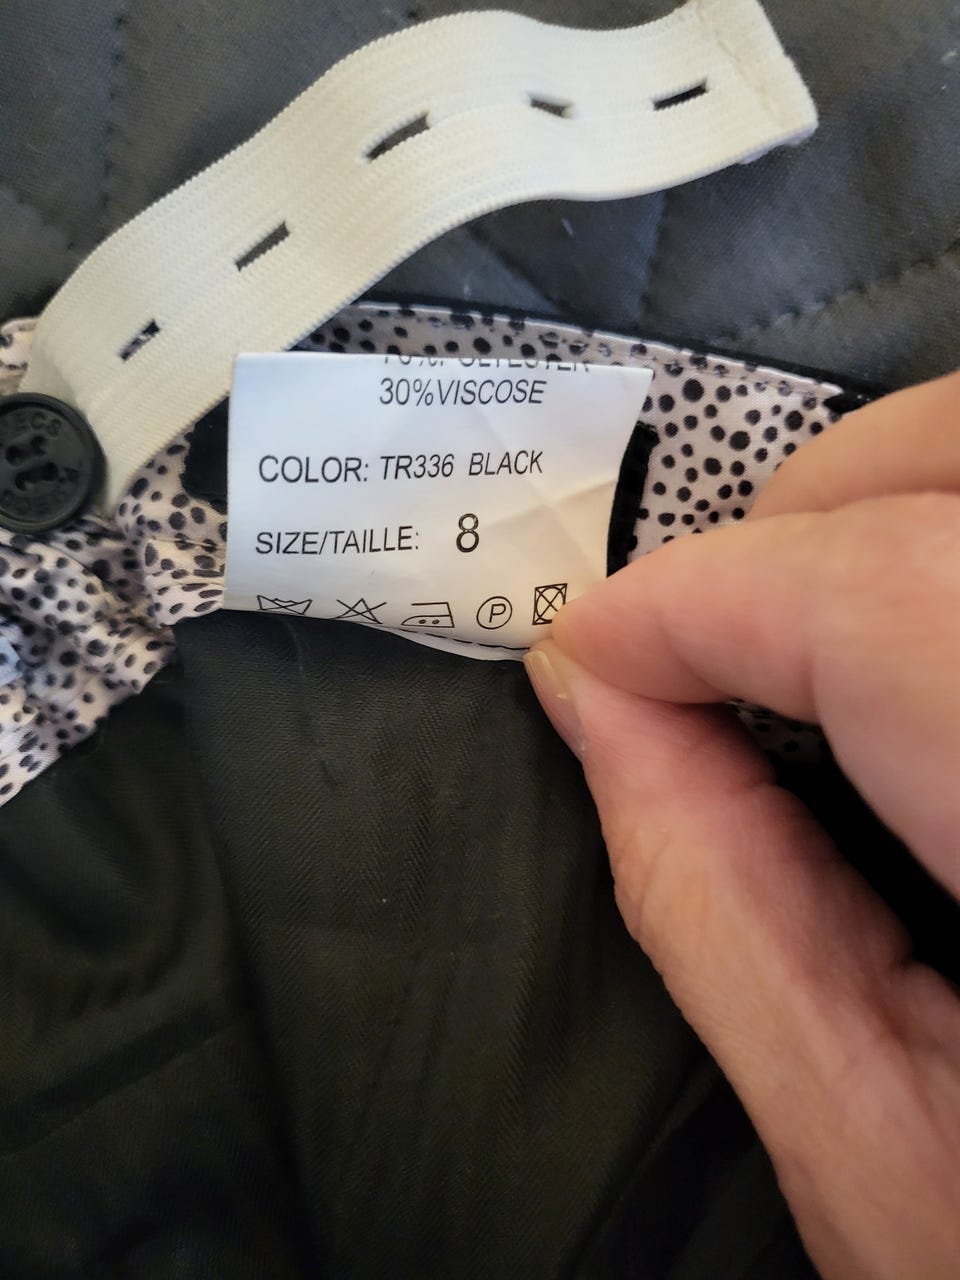 30%VISCOSE
COLOR: TR336 BLACK
SIZE/TAILLE: 8
P